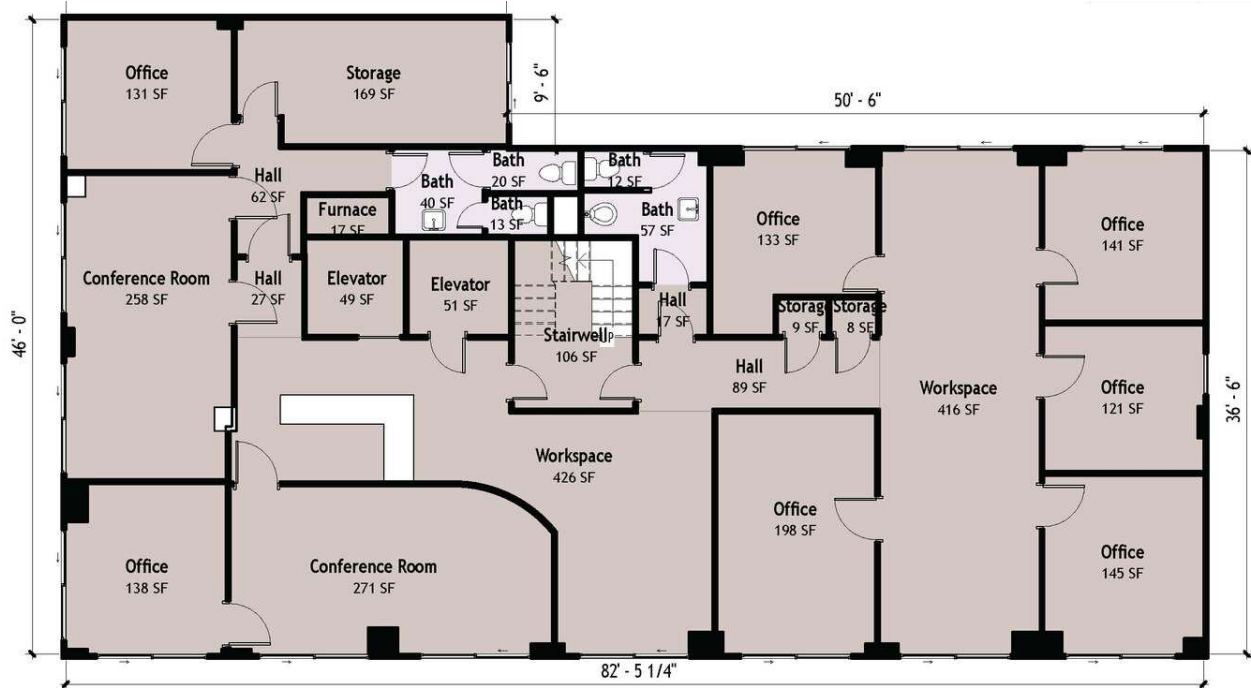 Office
131 SF
Storage
169 SF
9' - 6"
50' - 6"
Hall
62 SF
Bath
40 SF
Bath
20 SF
Bath
13 SF
Bath
12 SF
Bath
57 SF
Furnace
17 SF
Office
133 SF
Office
141 SF
Conference Room
258 SF
Hall
27 SF
Elevator
49 SF
Elevator
51 SF
Stairwell
106 SF
Hall
17 SF
Storage
9 SF
Storage
8 SF
46' - 0"
Hall
89 SF
Workspace
416 SF
Office
121 SF
36' - 6"
Workspace
426 SF
Office
198 SF
Office
138 SF
Conference Room
271 SF
Office
145 SF
82' - 5 1/4"